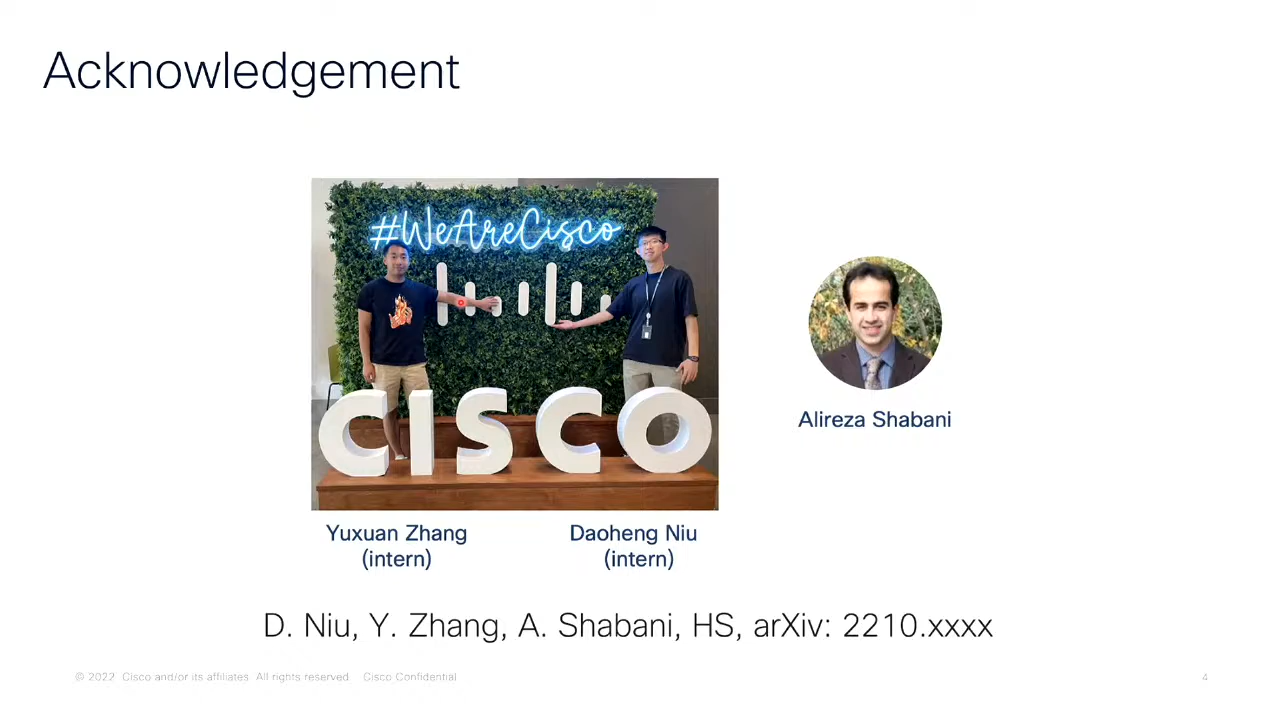 Acknowledgement
#WeAreCisco
CISCO
Alireza Shabani
Yuxuan Zhang
(intern)
Daoheng Niu
(intern)
D. Niu, Y. Zhang, A. Shabani, HS, arXiv: 2210.xxxx
© 2022 Cisco and/or its affiliates. All rights reserved. Cisco Confidential
4